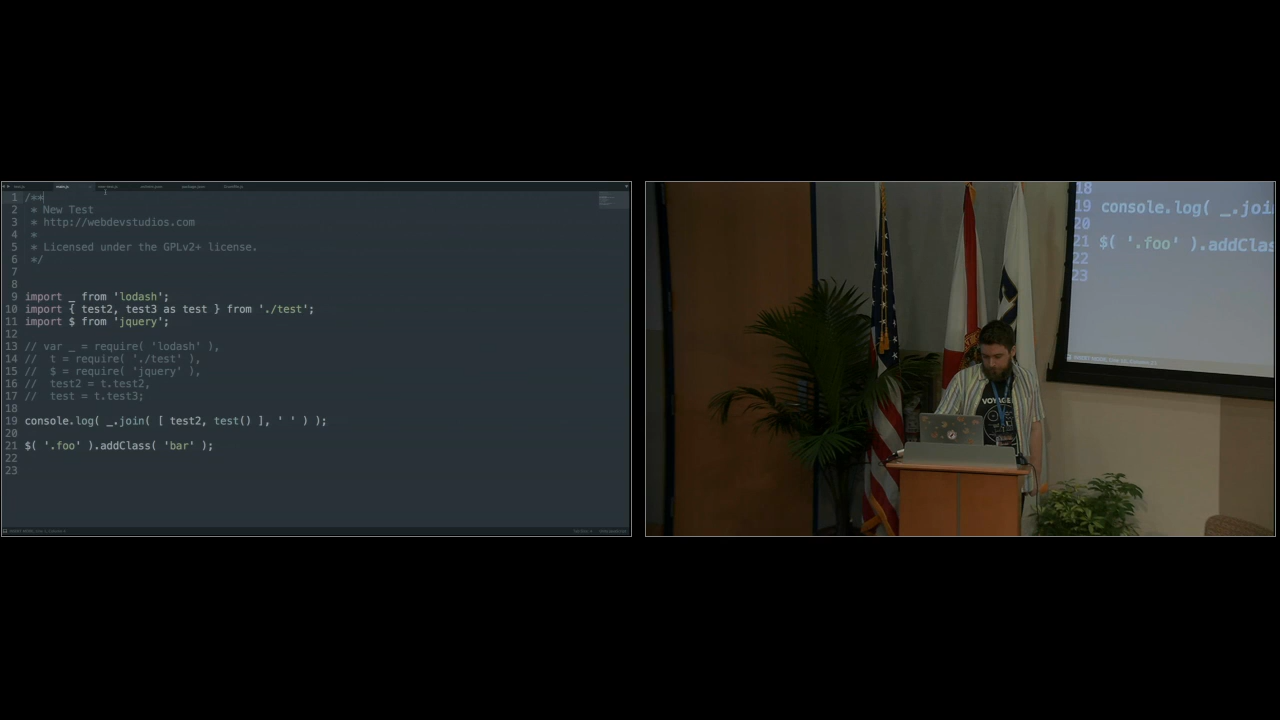 1 /**
2  * New Test
3  * http://webdevstudios.com
4  *
5  * Licensed under the GPLv2+ license.
6  */
7
8
9 import _ from 'lodash';
10 import { test2, test3 as test } from './test';
11 import $ from 'jquery';
12
13 // var _ = require( 'lodash' ),
14 //  t = require( './test' ),
15 //  $ = require( 'jquery' ),
16 //  test2 = t.test2,
17 //  test = t.test3;
18
19 console.log( _.join( [ test2, test() ], ' ' ) );
20
21 $( '.foo' ).addClass( 'bar' );
22
23
18
19 console.log( _.joi
20
21 $( '.foo' ).addClas
22
23
VOYAGE